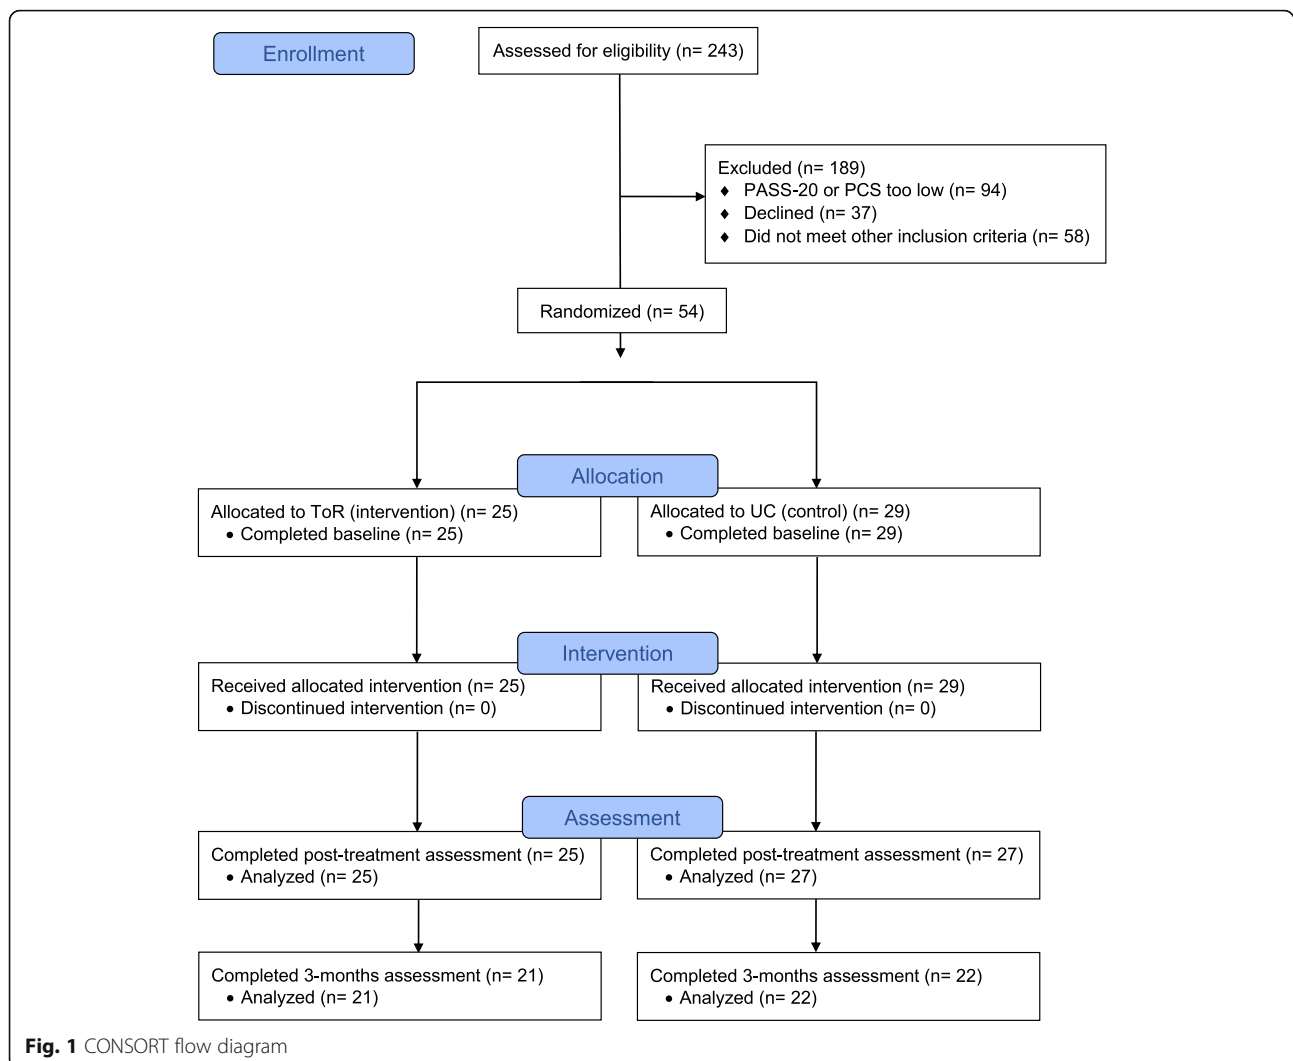 Enrollment
Assessed for eligibility (n= 243)
Excluded (n= 189)
♦ PASS-20 or PCS too low (n= 94)
♦ Declined (n= 37)
♦ Did not meet other inclusion criteria (n= 58)
Randomized (n= 54)
Allocation
Allocated to ToR (intervention) (n= 25)
• Completed baseline (n= 25)
Allocated to UC (control) (n= 29)
• Completed baseline (n= 29)
Intervention
Received allocated intervention (n= 25)
• Discontinued intervention (n= 0)
Received allocated intervention (n= 29)
• Discontinued intervention (n= 0)
Assessment
Completed post-treatment assessment (n= 25)
• Analyzed (n= 25)
Completed post-treatment assessment (n= 27)
• Analyzed (n= 27)
Completed 3-months assessment (n= 21)
• Analyzed (n= 21)
Completed 3-months assessment (n= 22)
• Analyzed (n= 22)
Fig. 1 CONSORT flow diagram